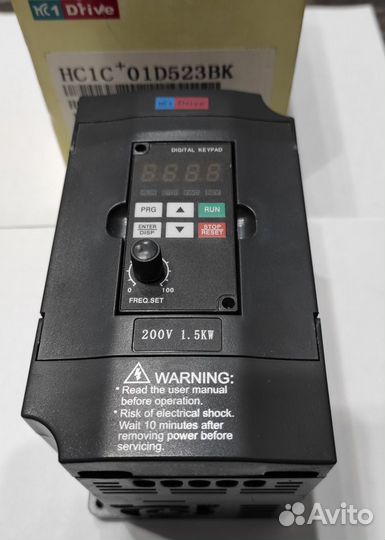 HC1 Drive
HC1C+01D523BK
HC1 Drive
DIGITAL KEYPAD
PRG
RUN
ENTER
DISP
STOP
RESET
0 100
FREQ.SET
200V 1.5KW
WARNING:
• Read the user manual
before operation.
• Risk of electrical shock.
Wait 10 minutes after
removing power before
servicing.
Avito